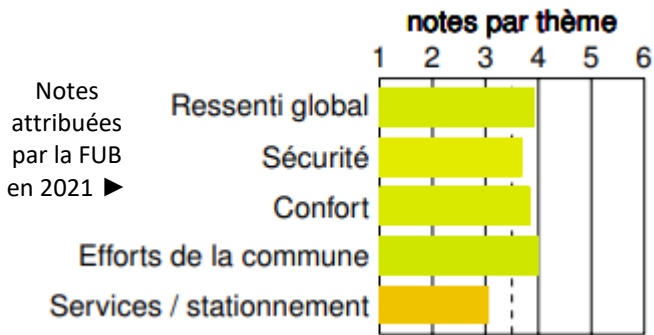 notes par thème
1 2 3 4 5 6
Notes
attribuées
par la FUB
en 2021 ►
Ressenti global
Sécurité
Confort
Efforts de la commune
Services / stationnement